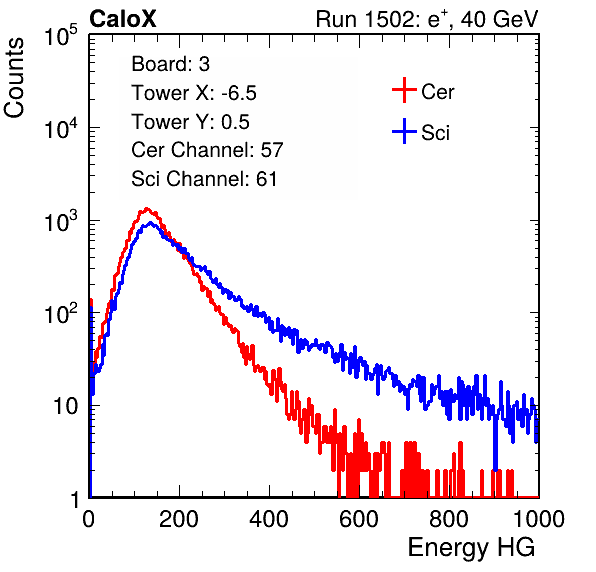 CaloX Run 1502: e⁺, 40 GeV
Board: 3
Tower X: -6.5
Tower Y: 0.5
Cer Channel: 57
Sci Channel: 61
Cer
Sci
Counts
10⁵
10⁴
10³
10²
10
1
0 200 400 600 800 1000
Energy HG